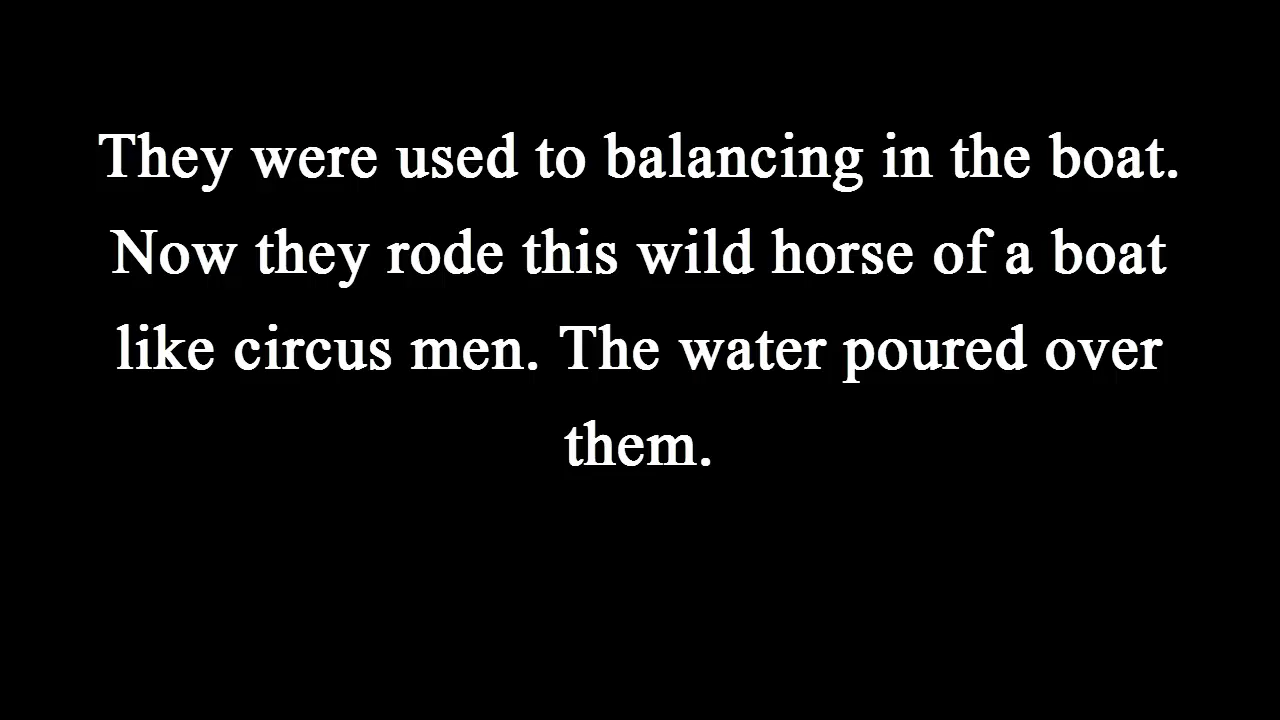 They were used to balancing in the boat.
Now they rode this wild horse of a boat
like circus men. The water poured over
them.